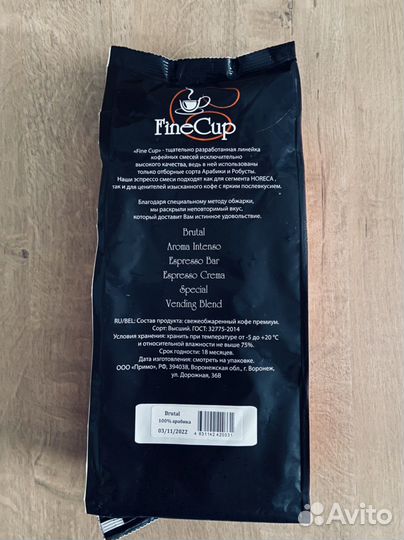 FineCup
«Fine Cup» - тщательно разработанная линейка
кофейных смесей исключительно
высокого качества, ведь в ней использованы
только отборные сорта Арабики и Робусты.
Наши эспрессо смеси подходят как для сегмента HORECA ,
так и для ценителей изысканного кофе с ярким послевкусием.
Благодаря специальному методу обжарки,
мы раскрыли неповторимый вкус,
который доставит Вам истинное удовольствие.
Brutal
Aroma Intenso
Espresso Bar
Espresso Crema
Special
Vending Blend
RU/BEL: Состав продукта: свежеобжаренный кофе премиум.
Сорт: Высший. ГОСТ: 32775-2014
Условия хранения: хранить при температуре от -5 до +20 °C
и относительной влажности не выше 75%.
Срок годности: 18 месяцев.
Дата изготовления: смотреть на упаковке.
ООО «Примо», РФ, 394038, Воронежская обл., г Воронеж,
ул. Дорожная, 36В
Brutal
100% арабика
03/11/2022
4 631142 420031
Avito